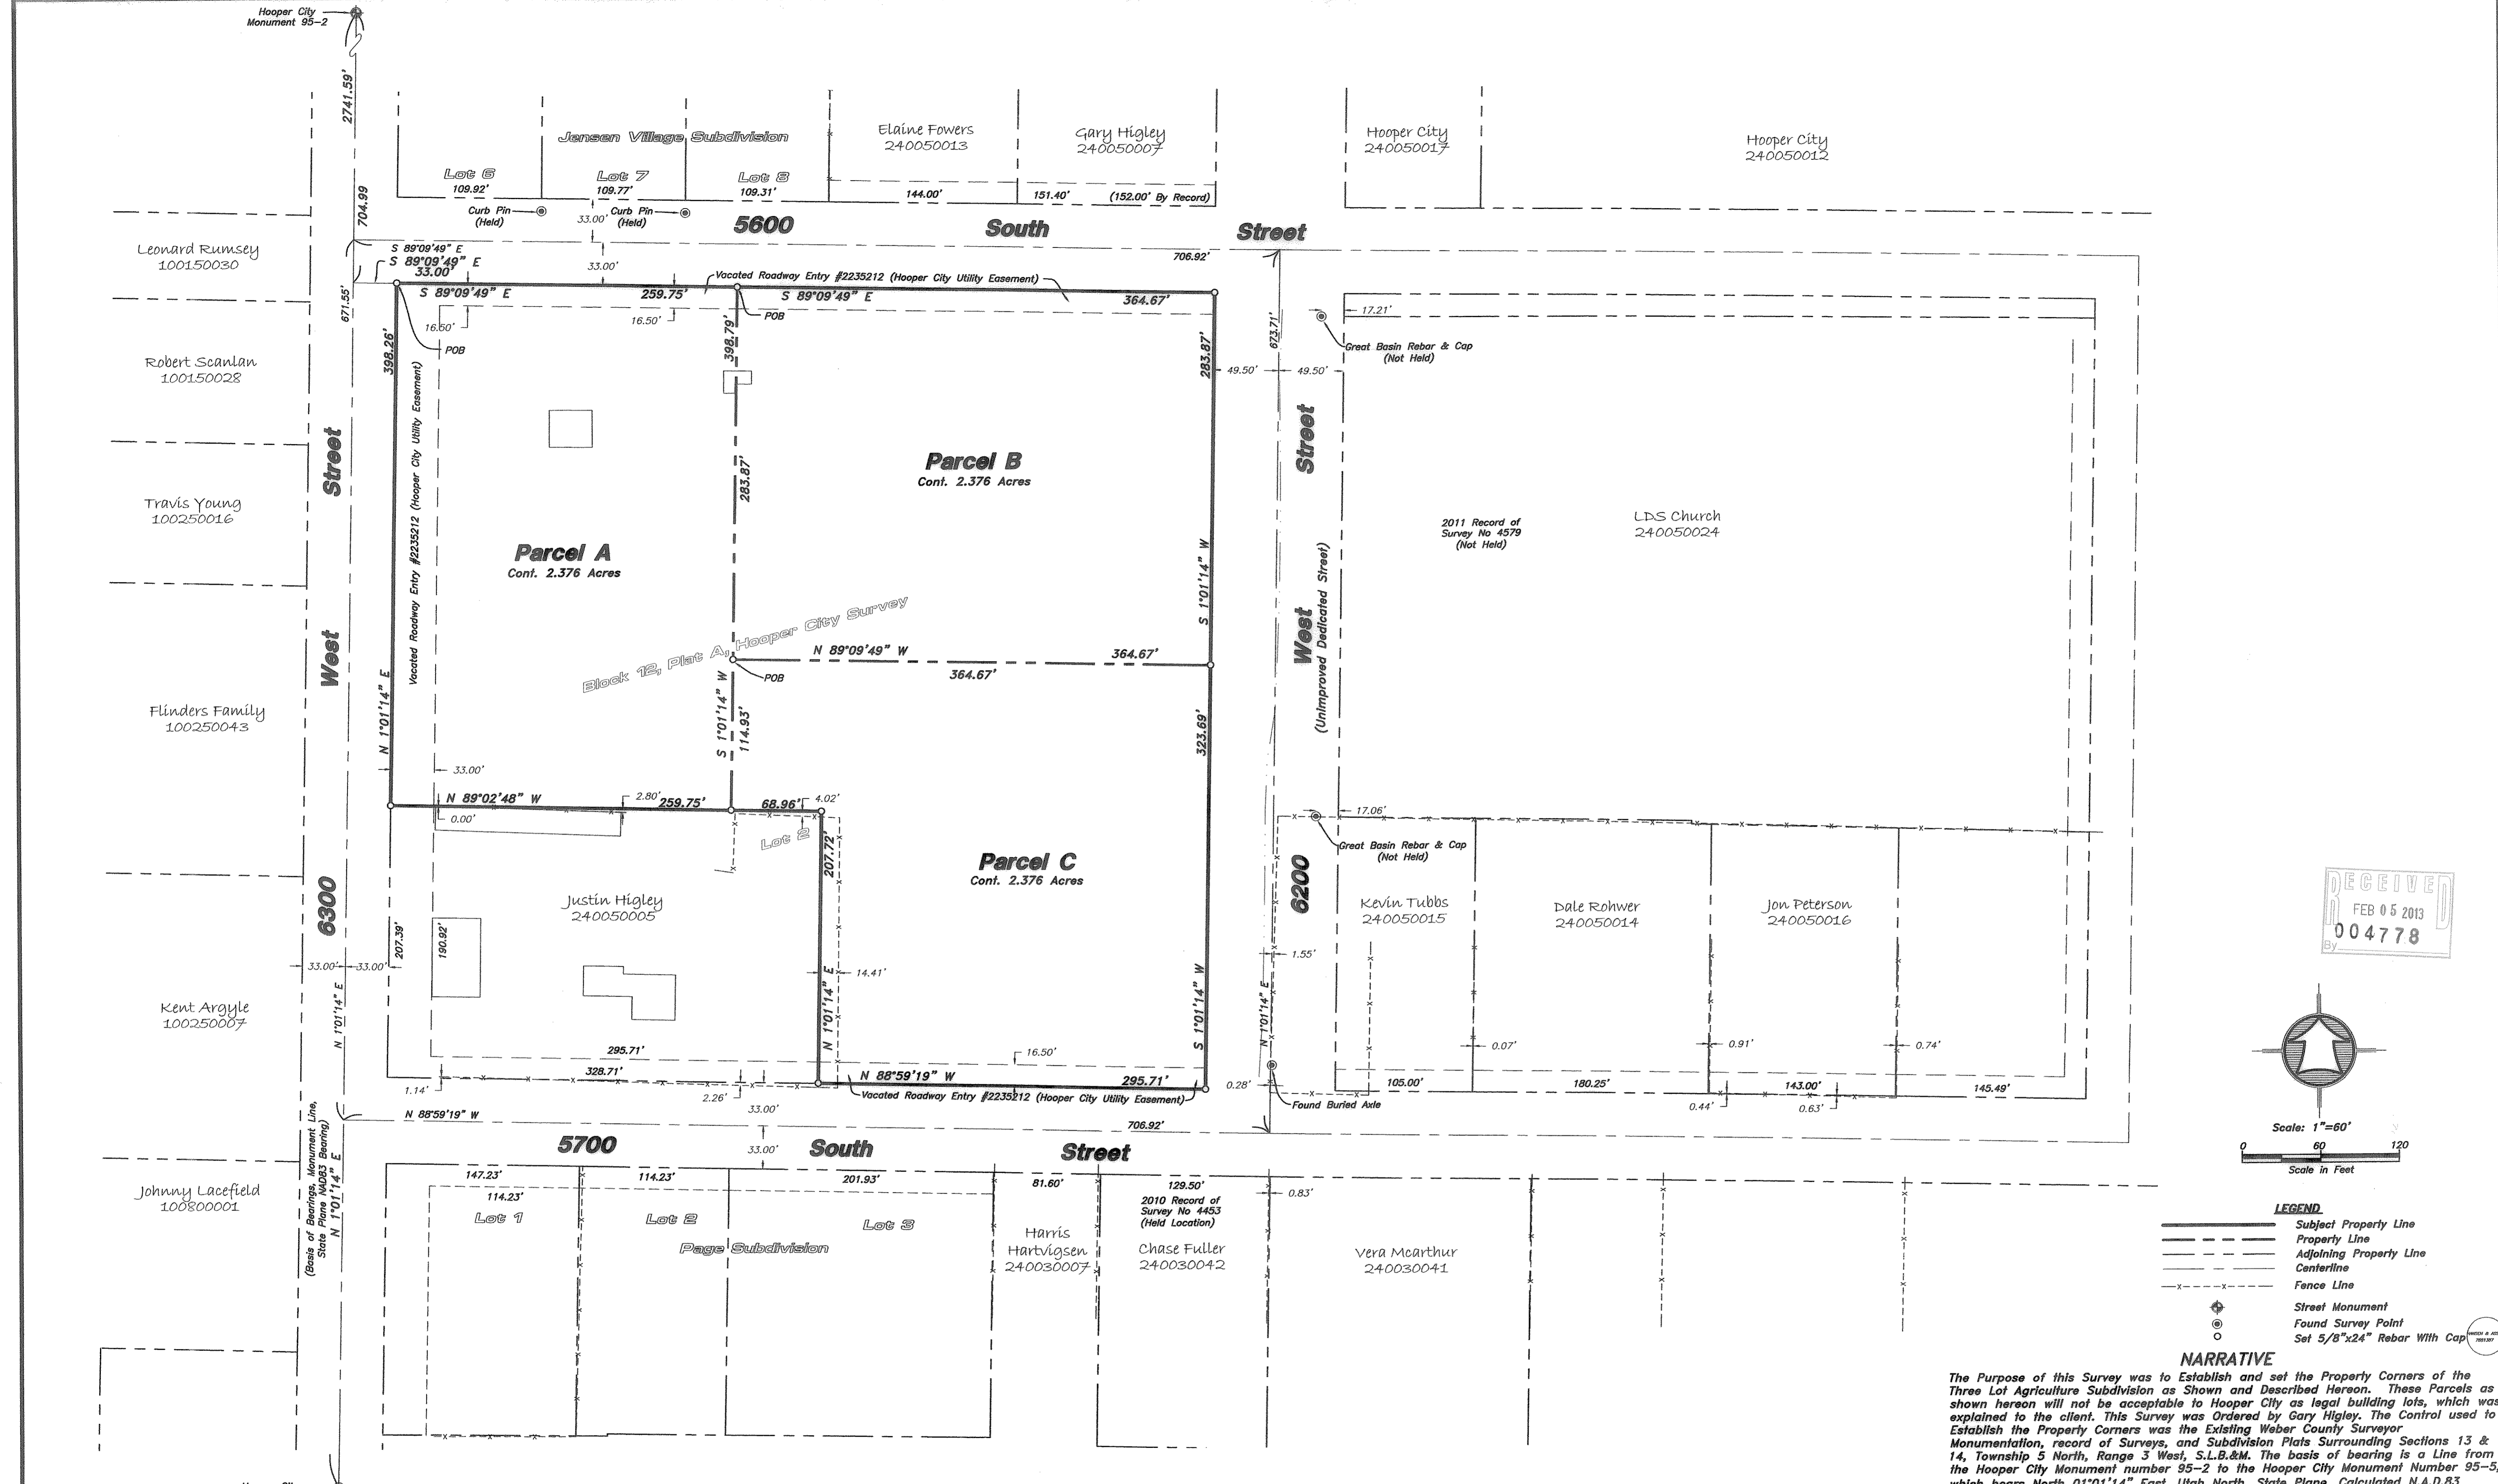 Hooper City
Monument 95-2
2741.59'
704.99
Jensen Village Subdivision
Lot 6
109.92'
Lot 7
109.77'
Lot 8
109.31'
Elaine Fowers
240050013
144.00'
Gary Higley
240050007
151.40'
(152.00' By Record)
Hooper City
240050017
Hooper City
240050012
Curb Pin
(Held)
33.00'
Curb Pin
(Held)
5600 South Street
706.92'
S 89°09'49" E
S 89°09'49" E
33.00'
33.00'
Vacated Roadway Entry #2235212 (Hooper City Utility Easement)
S 89°09'49" E
259.75'
S 89°09'49" E
364.67'
16.50'
16.50'
POB
POB
671.55'
398.26'
398.79'
283.87'
673.71'
49.50'
49.50'
17.21'
Great Basin Rebar & Cap
(Not Held)
Leonard Rumsey
100150030
Robert Scanlan
100150028
Travis Young
100250016
Flinders Family
100250043
Kent Argyle
100250007
Johnny Lacefield
100800001
6300 West Street
Vacated Roadway Entry #2235212 (Hooper City Utility Easement)
N 1°01'14" E
Parcel A
Cont. 2.376 Acres
283.87'
Parcel B
Cont. 2.376 Acres
S 1°01'14" W
Block 12, Plat A, Hooper City Survey
N 89°09'49" W
364.67'
364.67'
POB
S 1°01'14" W
114.93'
323.69'
6200 West Street
(Unimproved Dedicated Street)
2011 Record of
Survey No 4579
(Not Held)
LDS Church
240050024
33.00'
N 89°02'48" W
2.80'
259.75'
68.96'
4.02'
0.00'
Lot 2
207.72'
Parcel C
Cont. 2.376 Acres
17.06'
Great Basin Rebar & Cap
(Not Held)
Justin Higley
240050005
207.39'
190.92'
33.00'
33.00'
14.41'
N 1°01'14" E
N 1°01'14" E
S 1°01'14" W
1.55'
N 1°01'14" E
Kevin Tubbs
240050015
Dale Rohwer
240050014
Jon Peterson
240050016
0.07'
0.91'
0.74'
105.00'
180.25'
143.00'
145.49'
0.44'
0.63'
295.71'
328.71'
16.50'
1.14'
2.26'
N 88°59'19" W
295.71'
0.28'
Vacated Roadway Entry #2235212 (Hooper City Utility Easement)
Found Buried Axle
33.00'
N 88°59'19" W
706.92'
5700 South Street
33.00'
(Basis of Bearings, Monument Line,
State Plane NAD83 Bearing)
N 1°01'14" E
147.23'
114.23'
Lot 1
114.23'
Lot 2
201.93'
Lot 3
Page Subdivision
81.60'
Harris
Hartvigsen
240030007
129.50'
2010 Record of
Survey No 4453
(Held Location)
Chase Fuller
240030042
0.83'
Vera Mcarthur
240030041
RECEIVED
FEB 05 2013
004778
By
Scale: 1"=60'
0 60 120
Scale in Feet
LEGEND
Subject Property Line
Property Line
Adjoining Property Line
Centerline
Fence Line
Street Monument
Found Survey Point
Set 5/8"x24" Rebar With Cap
NARRATIVE
The Purpose of this Survey was to Establish and set the Property Corners of the
Three Lot Agriculture Subdivision as Shown and Described Hereon. These Parcels as
shown hereon will not be acceptable to Hooper City as legal building lots, which was
explained to the client. This Survey was Ordered by Gary Higley. The Control used to
Establish the Property Corners was the Existing Weber County Surveyor
Monumentation, record of Surveys, and Subdivision Plats Surrounding Sections 13 &
14, Township 5 North, Range 3 West, S.L.B.&M. The basis of bearing is a Line from
the Hooper City Monument number 95-2 to the Hooper City Monument Number 95-5,
which bears North 01°01'14" East, Utah North, State Plane, Calculated N.A.D.83